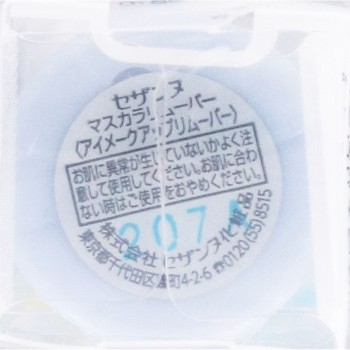 セザンヌ
マスカラリムーバー
(アイメークアップリムーバー)
お肌に異常が生じていないかよく注
意して使用してください。お肌に合わ
ない時はご使用をおやめください。
207
株式会社 セザンヌ化粧品
東京都千代田区 4-2-6 0120(55)8515